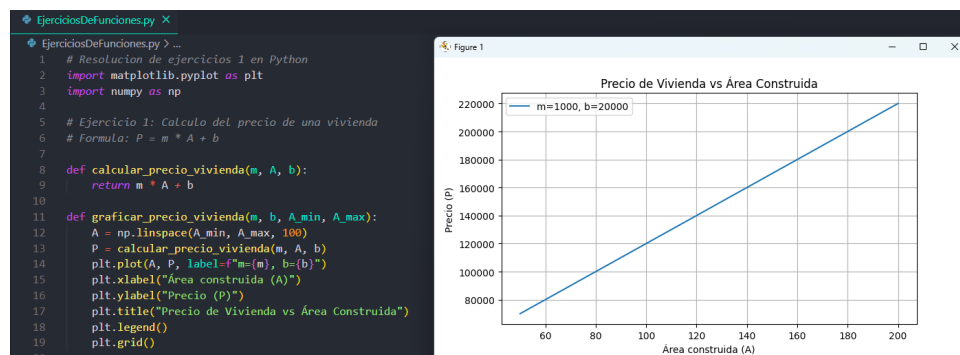 EjerciciosDeFunciones.py ×
EjerciciosDeFunciones.py > ...
1 # Resolucion de ejercicios 1 en Python
2 import matplotlib.pyplot as plt
3 import numpy as np
4
5 # Ejercicio 1: Calculo del precio de una vivienda
6 # Formula: P = m * A + b
7
8 def calcular_precio_vivienda(m, A, b):
9 return m * A + b
10
11 def graficar_precio_vivienda(m, b, A_min, A_max):
12 A = np.linspace(A_min, A_max, 100)
13 P = calcular_precio_vivienda(m, A, b)
14 plt.plot(A, P, label=f"m={m}, b={b}")
15 plt.xlabel("Área construida (A)")
16 plt.ylabel("Precio (P)")
17 plt.title("Precio de Vivienda vs Área Construida")
18 plt.legend()
19 plt.grid()
Figure 1
Precio de Vivienda vs Área Construida
m=1000, b=20000
220000
200000
180000
160000
140000
120000
100000
80000
Precio (P)
60 80 100 120 140 160 180 200
Área construida (A)